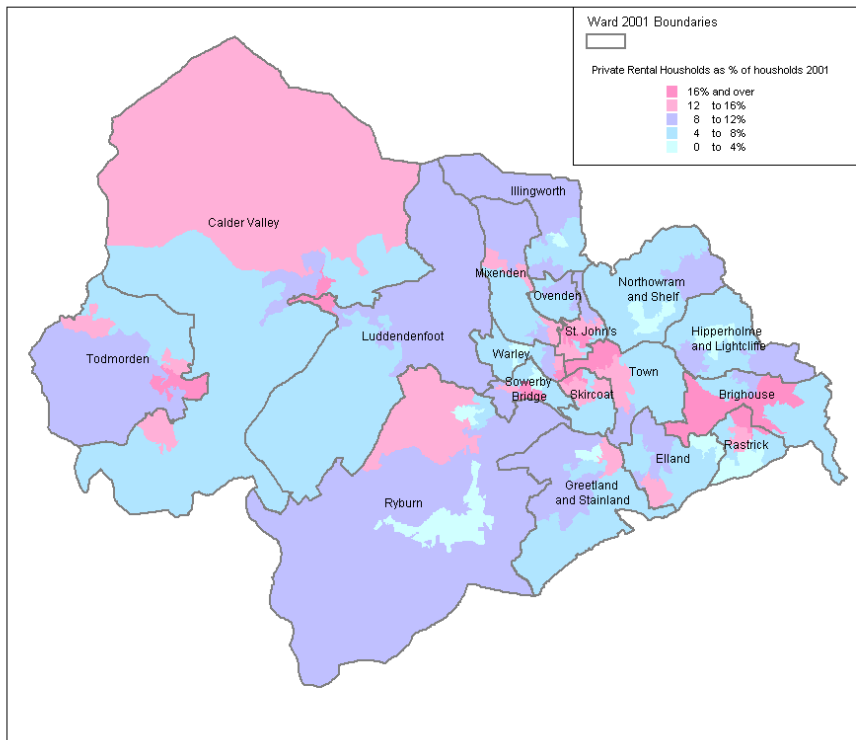 Ward 2001 Boundaries
Private Rental Housholds as % of housholds 2001
16% and over
12 to 16%
8 to 12%
4 to 8%
0 to 4%
Illingworth
Calder Valley
Mixenden
Northowram
and Shelf
Ovenden
St. John's
Hipperholme
and Lightcliffe
Luddendenfoot
Todmorden
Warley
Town
Sowerby
Bridge
Skircoat
Brighouse
Rastrick
Elland
Greetland
and Stainland
Ryburn